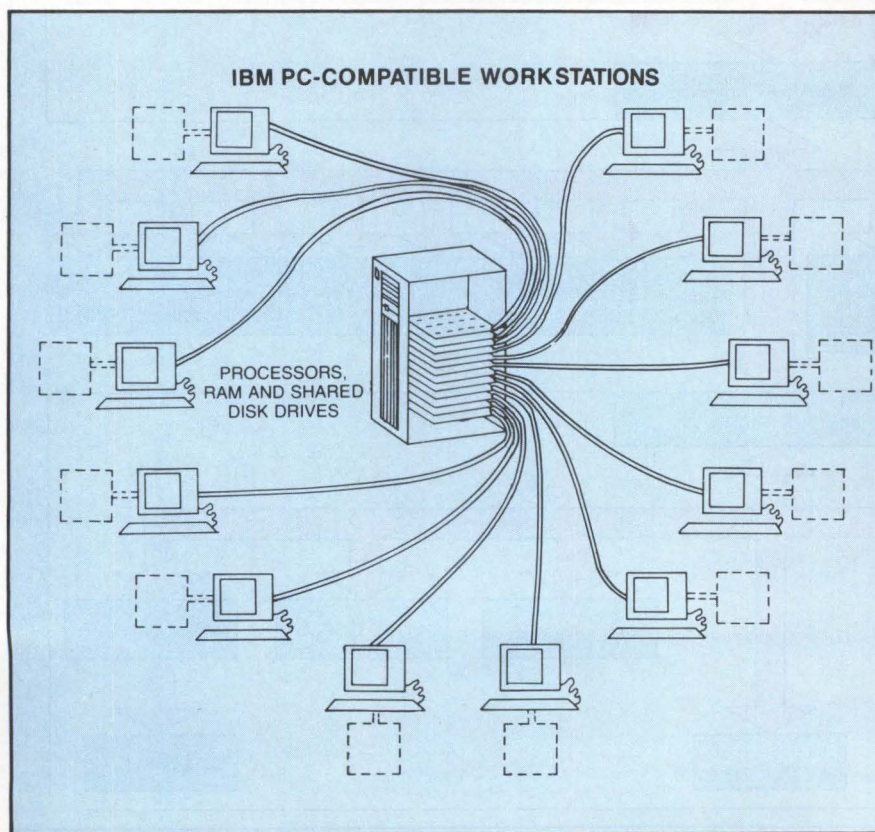 IBM PC-COMPATIBLE WORKSTATIONS
PROCESSORS,
RAM AND SHARED
DISK DRIVES